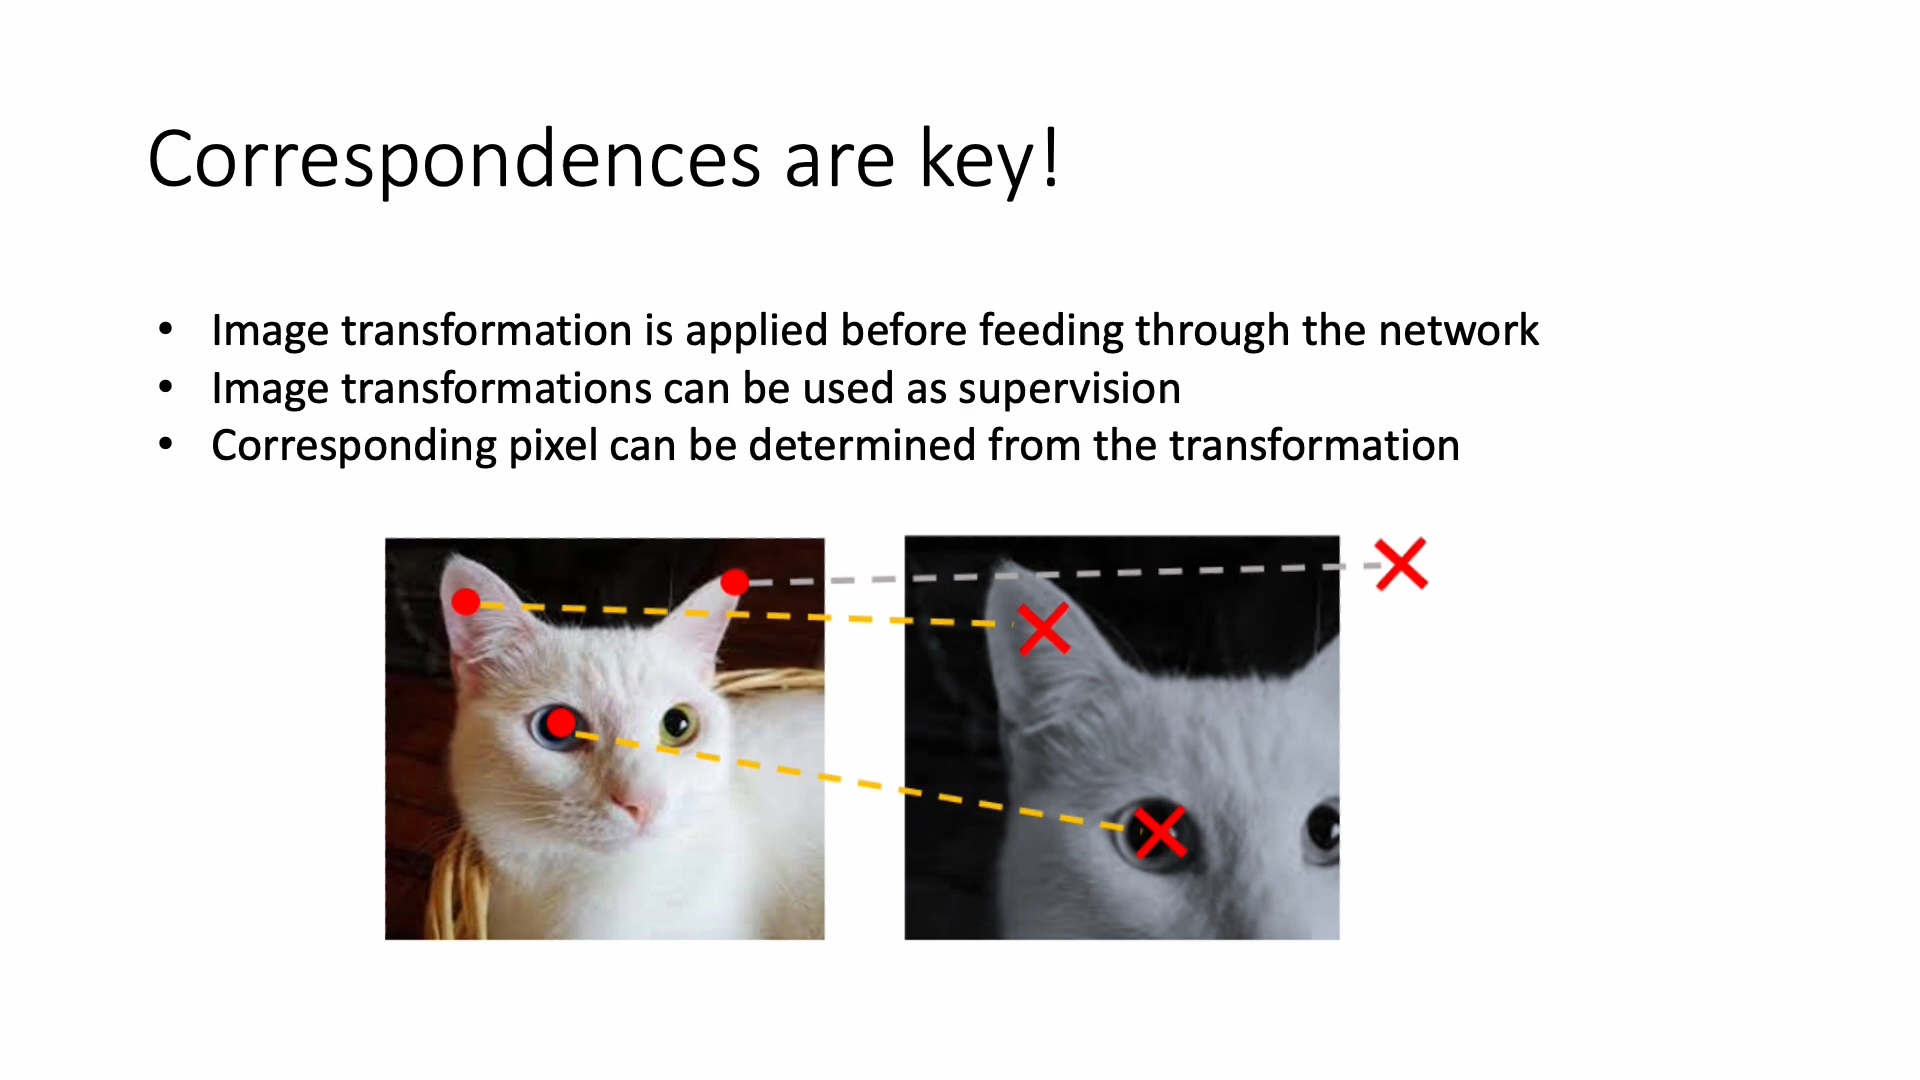 Correspondences are key!
• Image transformation is applied before feeding through the network
• Image transformations can be used as supervision
• Corresponding pixel can be determined from the transformation